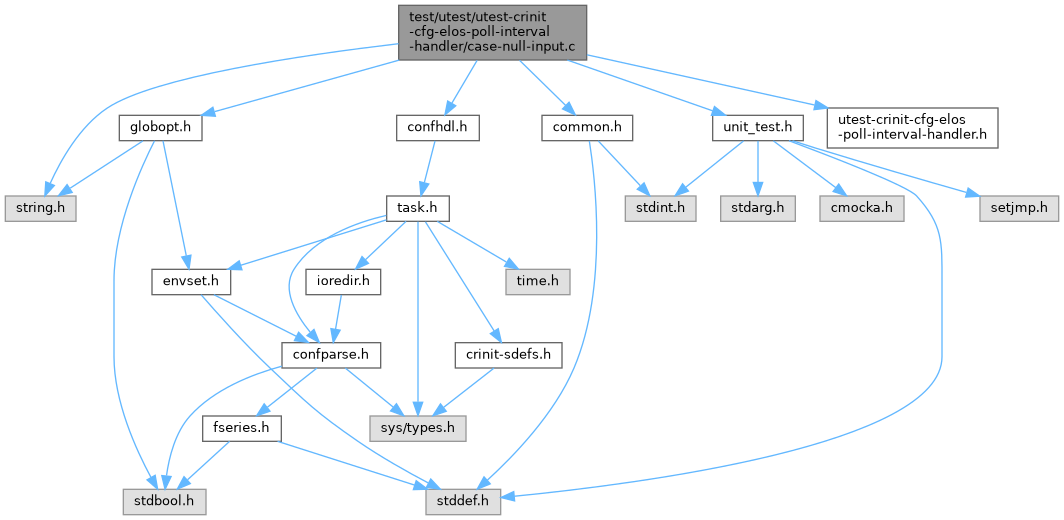 test/utest/utest-crinit
-cfg-elos-poll-interval
-handler/case-null-input.c
globopt.h
confhdl.h
common.h
unit_test.h
utest-crinit-cfg-elos
-poll-interval-handler.h
string.h
task.h
stdint.h
stdarg.h
cmocka.h
setjmp.h
envset.h
ioredir.h
time.h
confparse.h
crinit-sdefs.h
fseries.h
sys/types.h
stdbool.h
stddef.h